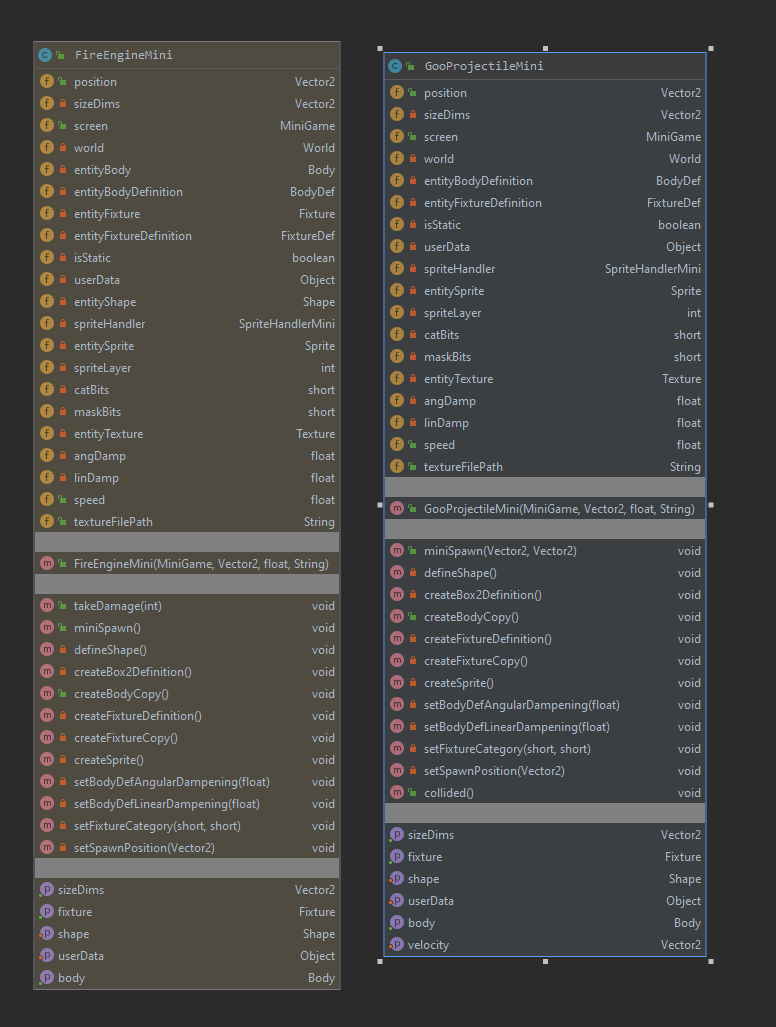 FireEngineMini
position Vector2
sizeDims Vector2
screen MiniGame
world World
entityBody Body
entityBodyDefinition BodyDef
entityFixture Fixture
entityFixtureDefinition FixtureDef
isStatic boolean
userData Object
entityShape Shape
spriteHandler SpriteHandlerMini
entitySprite Sprite
spriteLayer int
catBits short
maskBits short
entityTexture Texture
angDamp float
linDamp float
speed float
textureFilePath String
FireEngineMini(MiniGame, Vector2, float, String)
takeDamage(int) void
miniSpawn() void
defineShape() void
createBox2Definition() void
createBodyCopy() void
createFixtureDefinition() void
createFixtureCopy() void
createSprite() void
setBodyDefAngularDampening(float) void
setBodyDefLinearDampening(float) void
setFixtureCategory(short, short) void
setSpawnPosition(Vector2) void
sizeDims Vector2
fixture Fixture
shape Shape
userData Object
body Body
GooProjectileMini
position Vector2
sizeDims Vector2
screen MiniGame
world World
entityBodyDefinition BodyDef
entityFixtureDefinition FixtureDef
isStatic boolean
userData Object
spriteHandler SpriteHandlerMini
entitySprite Sprite
spriteLayer int
catBits short
maskBits short
entityTexture Texture
angDamp float
linDamp float
speed float
textureFilePath String
GooProjectileMini(MiniGame, Vector2, float, String)
miniSpawn(Vector2, Vector2) void
defineShape() void
createBox2Definition() void
createBodyCopy() void
createFixtureDefinition() void
createFixtureCopy() void
createSprite() void
setBodyDefAngularDampening(float) void
setBodyDefLinearDampening(float) void
setFixtureCategory(short, short) void
setSpawnPosition(Vector2) void
collided() void
sizeDims Vector2
fixture Fixture
shape Shape
userData Object
body Body
velocity Vector2